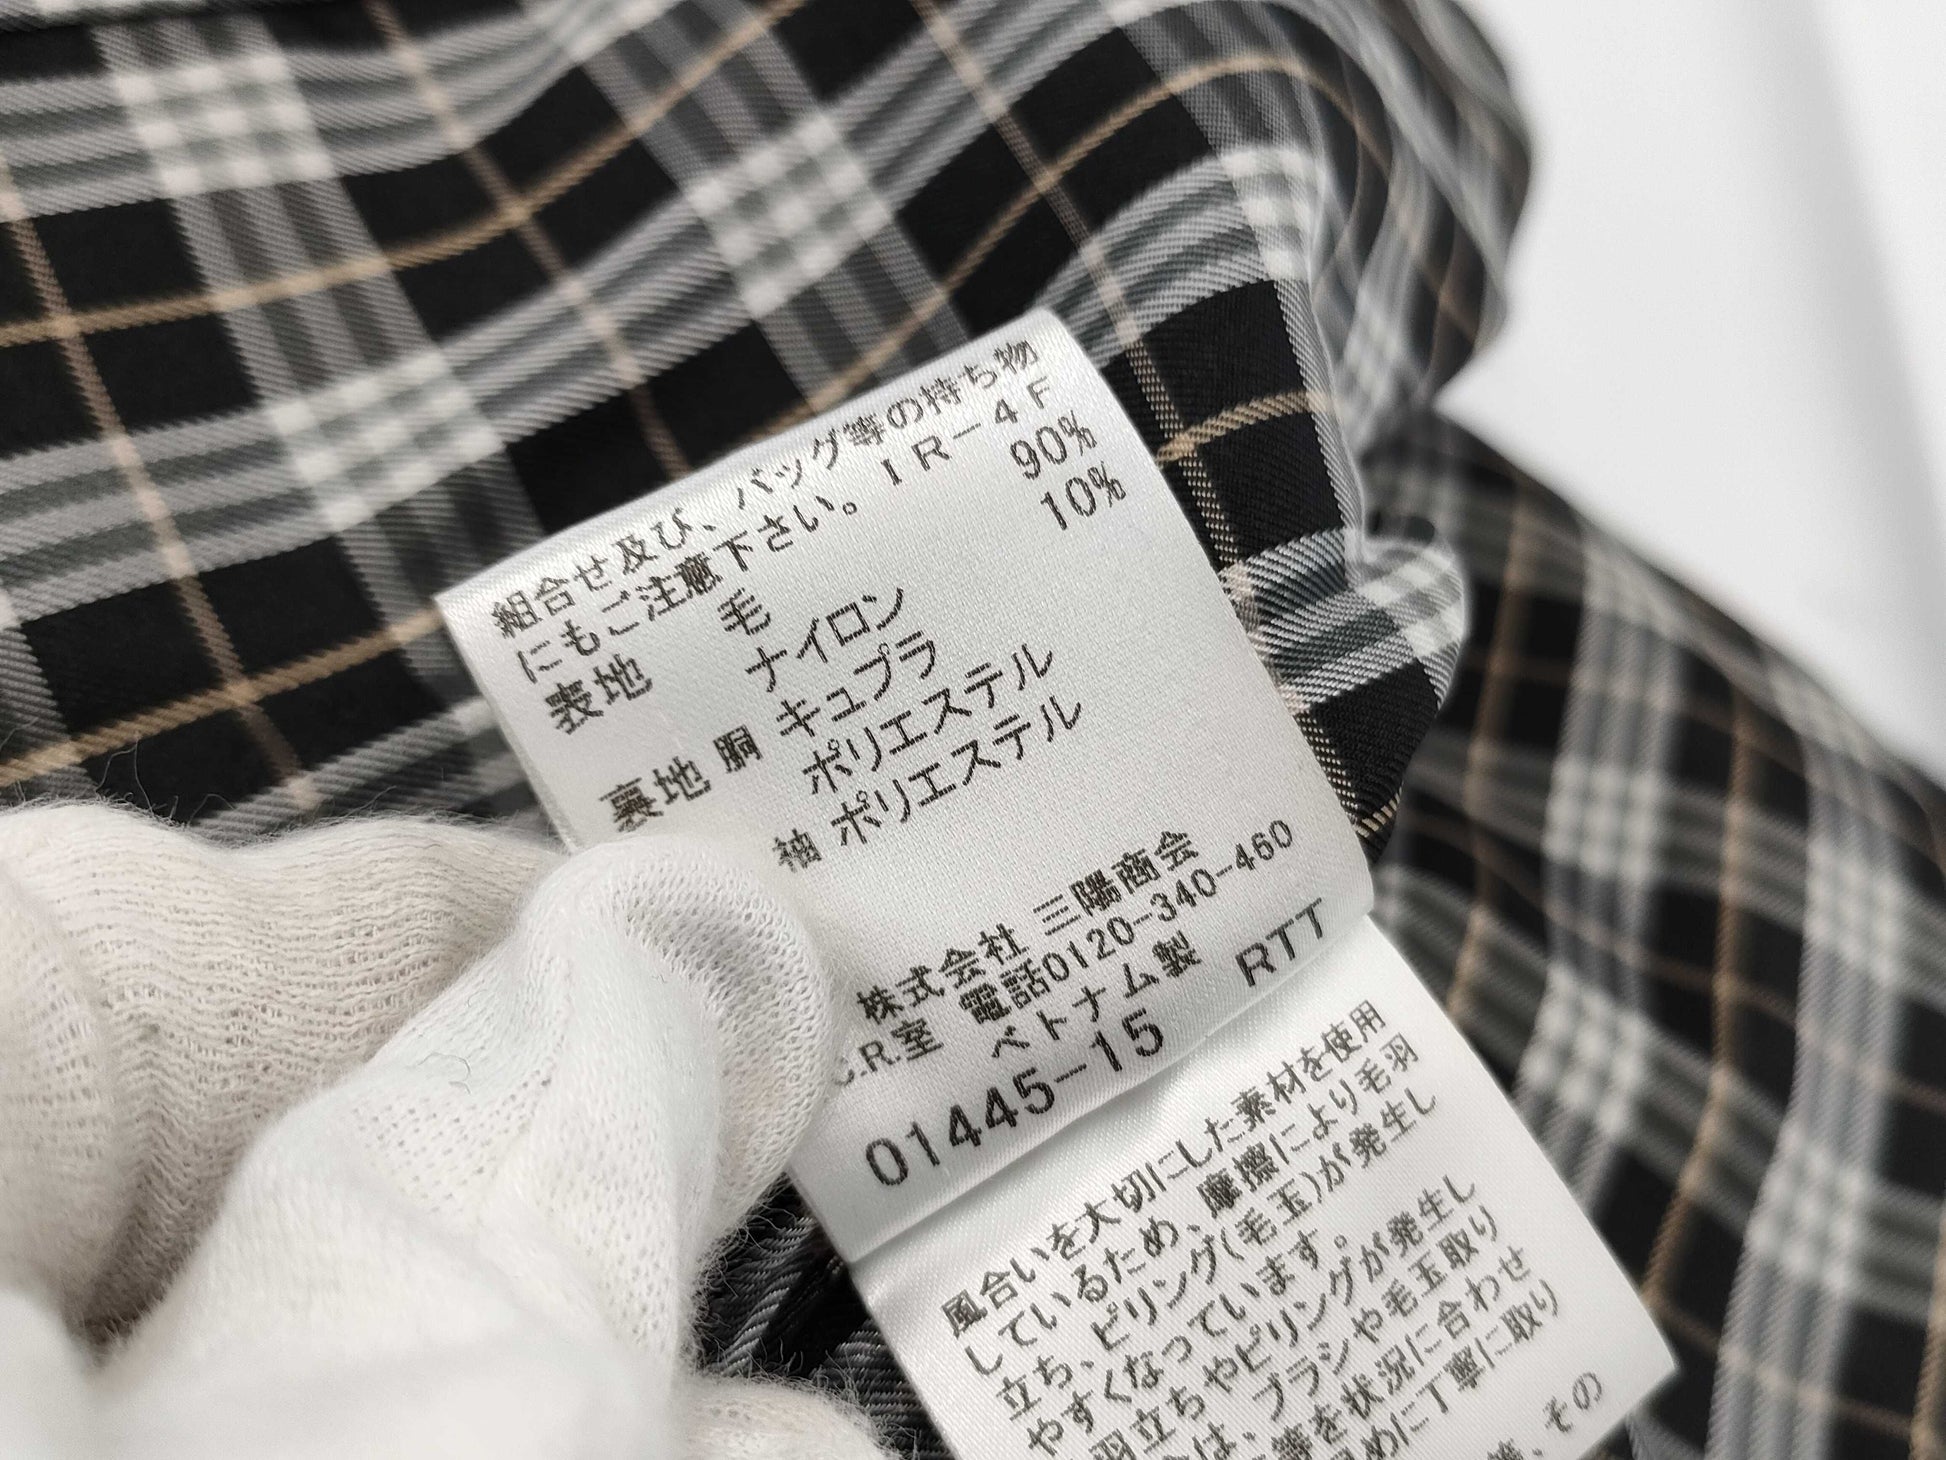 組合せ及び、バッグ等の持ち物
にもご注意下さい。IR-4F
表地 毛 90%
ナイロン 10%
裏地 胴 キュプラ
ポリエステル
袖 ポリエステル
株式会社 三陽商会
C.R.室 電話0120-340-460
ベトナム製
01445-15 RTT
風合いを大切にした素材を使用
しているため、摩擦により毛羽
立ち、ピリング(毛玉)が発生し
やすくなっています。
羽立ちやピリングが発生し
は、ブラシや毛玉取り
等を状況に合わせ
めに丁寧に取り
、その